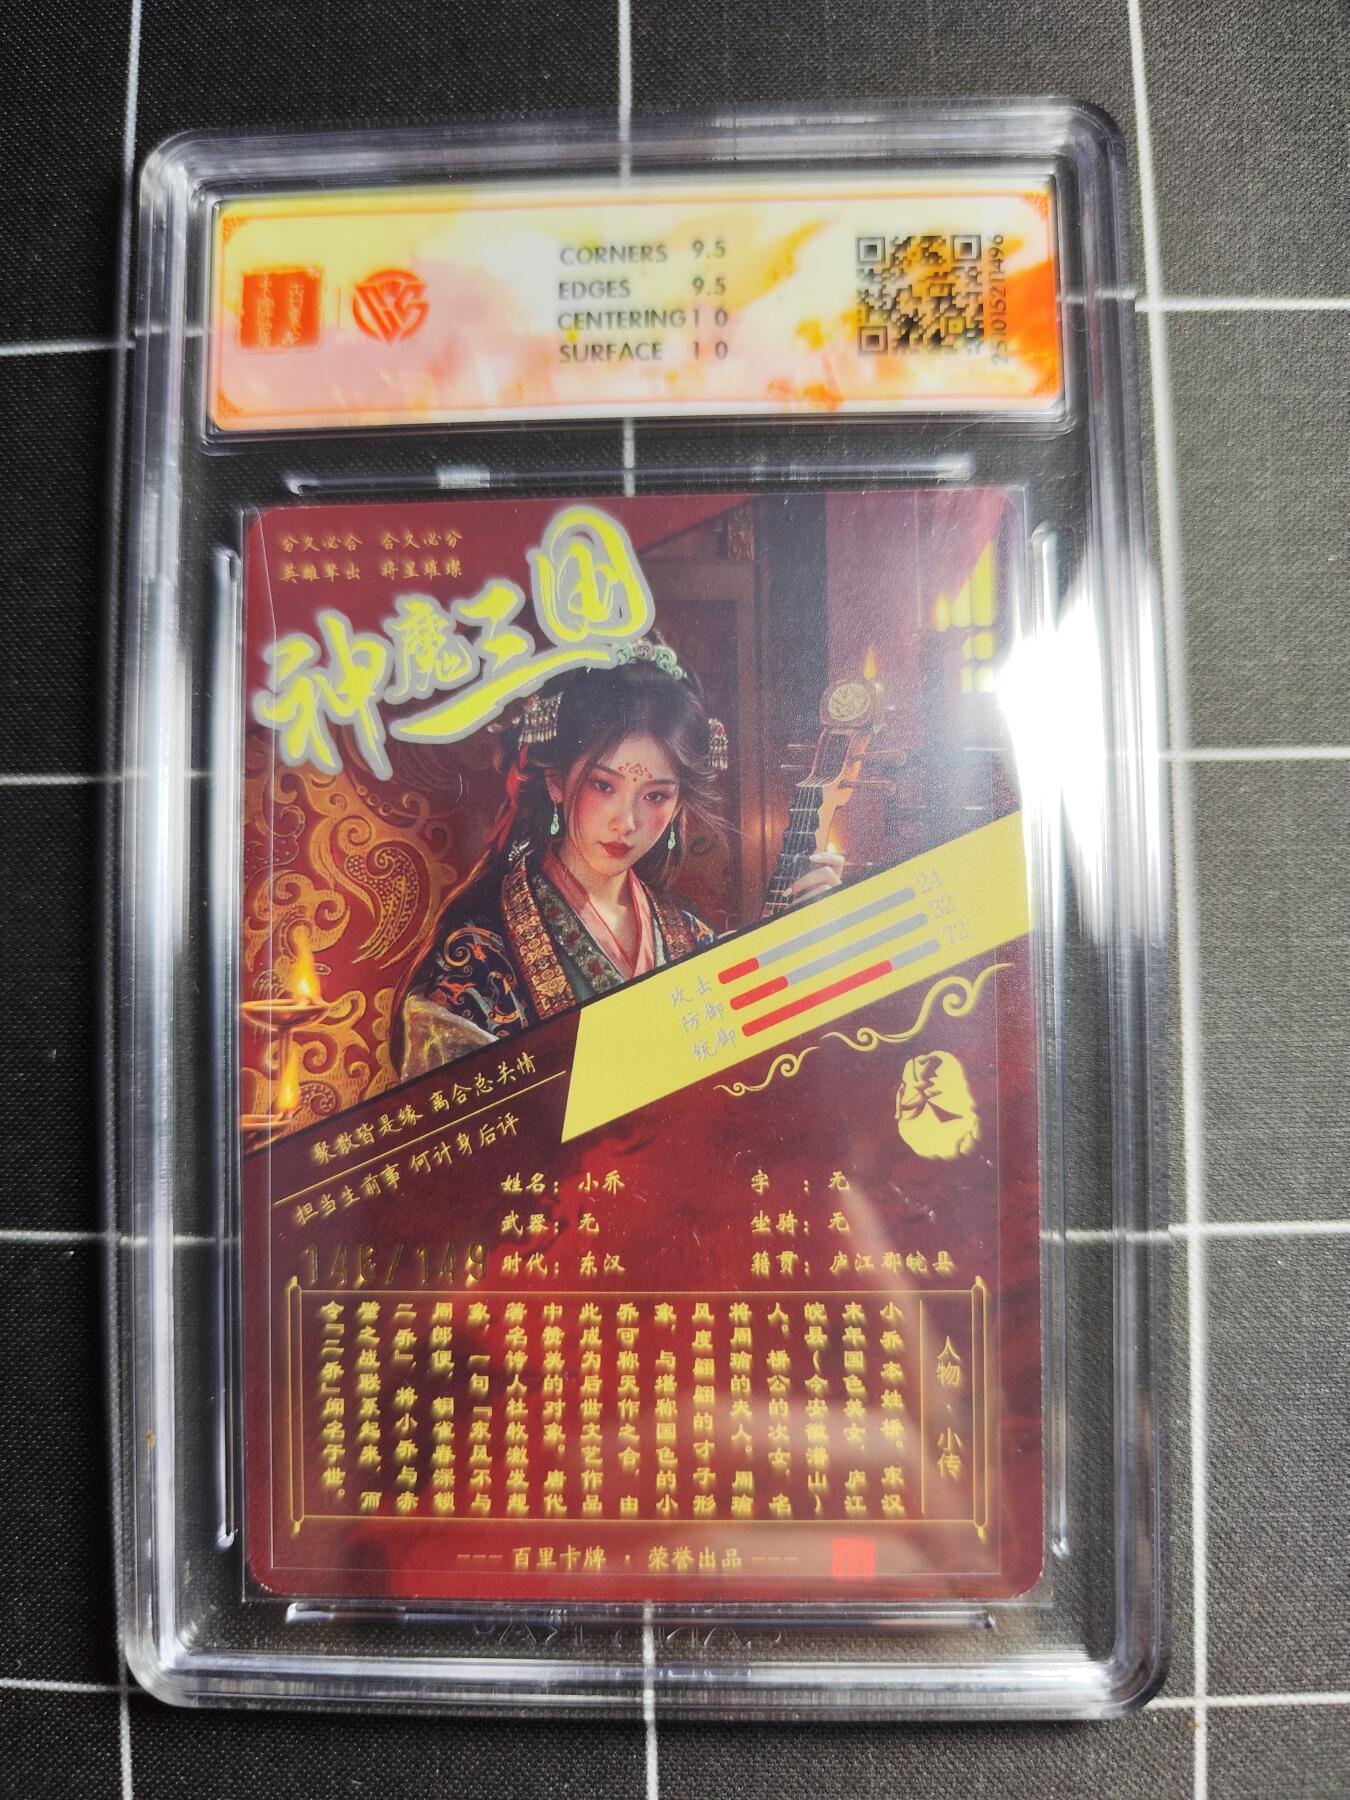 CORNERS 9.5
EDGES 9.5
CENTERING 10
SURFACE 10
251015211496
分久必合 合久必分
英雄辈出 将星璀璨
神魔三国
攻击 24
防御 32
统御 72
聚散皆是缘 离合总关情
担当生前事 何计身后评
吴
姓名：小乔 字：无
武器：无 坐骑：无
时代：东汉 籍贯：庐江郡皖县
146/149
人物·小传
小乔本姓桥。东汉
末年国色美女，庐江
皖县（今安徽潜山）
人，桥公的次女，名
将周瑜的夫人。周瑜
风度翩翩的才子形
象，与堪称国色的小
乔可称天作之合，由
此成为后世文艺作品
中赞美的对象。唐代
著名诗人杜牧激发起
象，一句『东风不与
周郎便，铜雀春深锁
二乔』，将小乔与赤
壁之战联系起来，而
令『二乔』闻名于世。
--- 百里卡牌 · 荣誉出品 ---